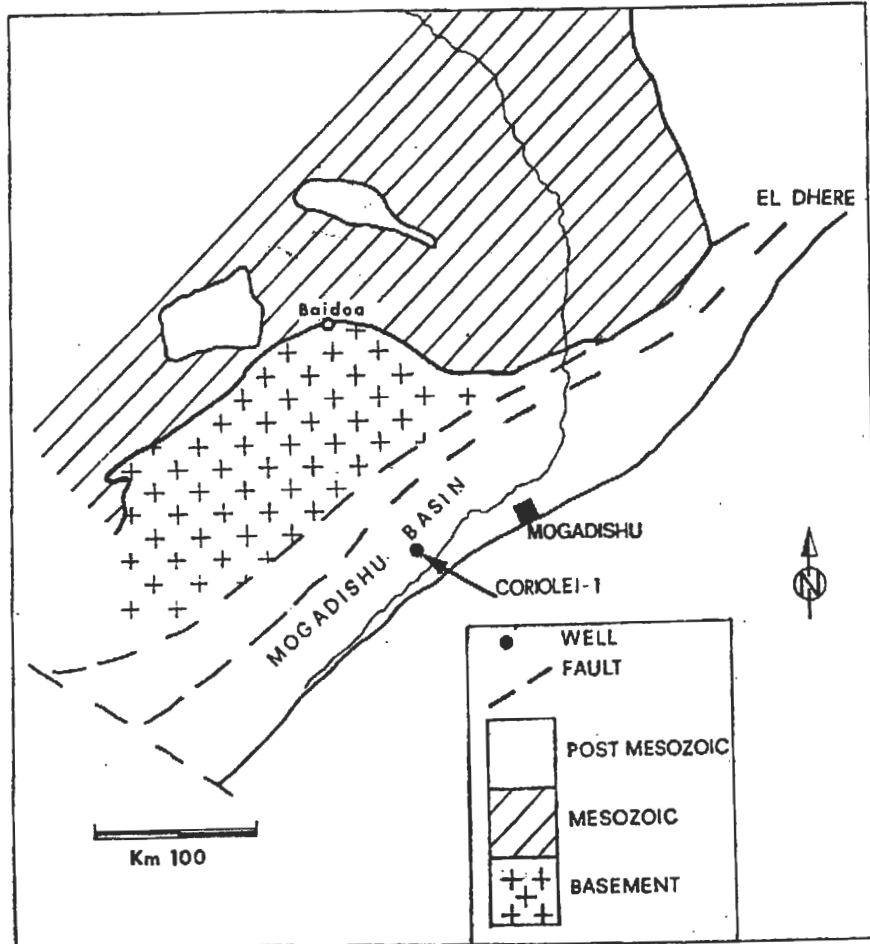 EL DHERE
Baidoa
MOGADISHU BASIN
MOGADISHU
CORIOLEI-1
N
WELL
FAULT
POST MESOZOIC
MESOZOIC
BASEMENT
Km 100